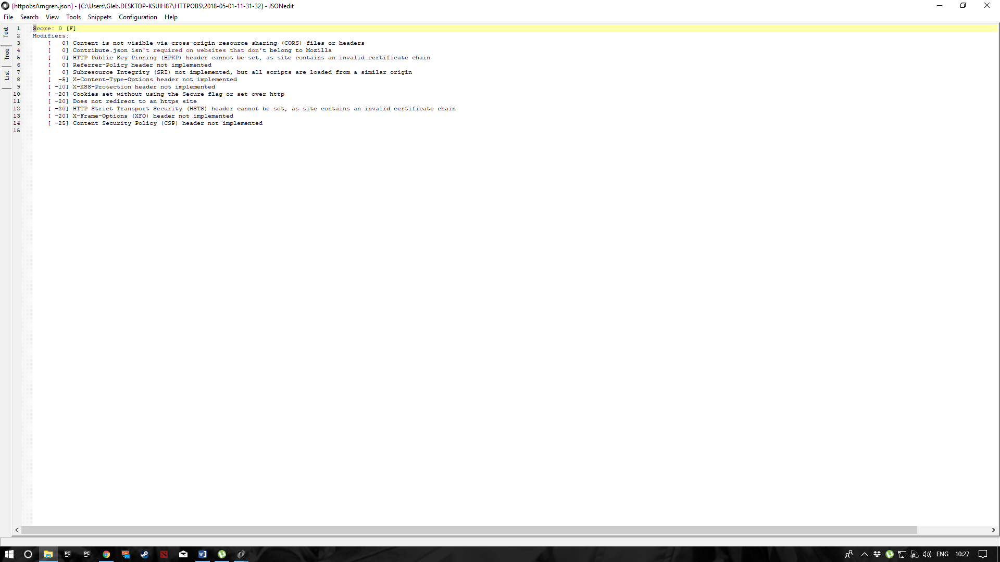 [httpobsArngren.json] - [C:\Users\Gleb.DESKTOP-KSUIH87\HTTPOBS\2018-05-01-11-31-32] - JSONedit
File Search View Tools Snippets Configuration Help
Text
Tree
List
1 Score: 0 [F]
2 Modifiers:
3 [   0] Content is not visible via cross-origin resource sharing (CORS) files or headers
4 [   0] Contribute.json isn't required on websites that don't belong to Mozilla
5 [   0] HTTP Public Key Pinning (HPKP) header cannot be set, as site contains an invalid certificate chain
6 [   0] Referrer-Policy header not implemented
7 [   0] Subresource Integrity (SRI) not implemented, but all scripts are loaded from a similar origin
8 [  -5] X-Content-Type-Options header not implemented
9 [ -10] X-XSS-Protection header not implemented
10 [ -20] Cookies set without using the Secure flag or set over http
11 [ -20] Does not redirect to an https site
12 [ -20] HTTP Strict Transport Security (HSTS) header cannot be set, as site contains an invalid certificate chain
13 [ -20] X-Frame-Options (XFO) header not implemented
14 [ -25] Content Security Policy (CSP) header not implemented
15
PC PC W ENG 10:27